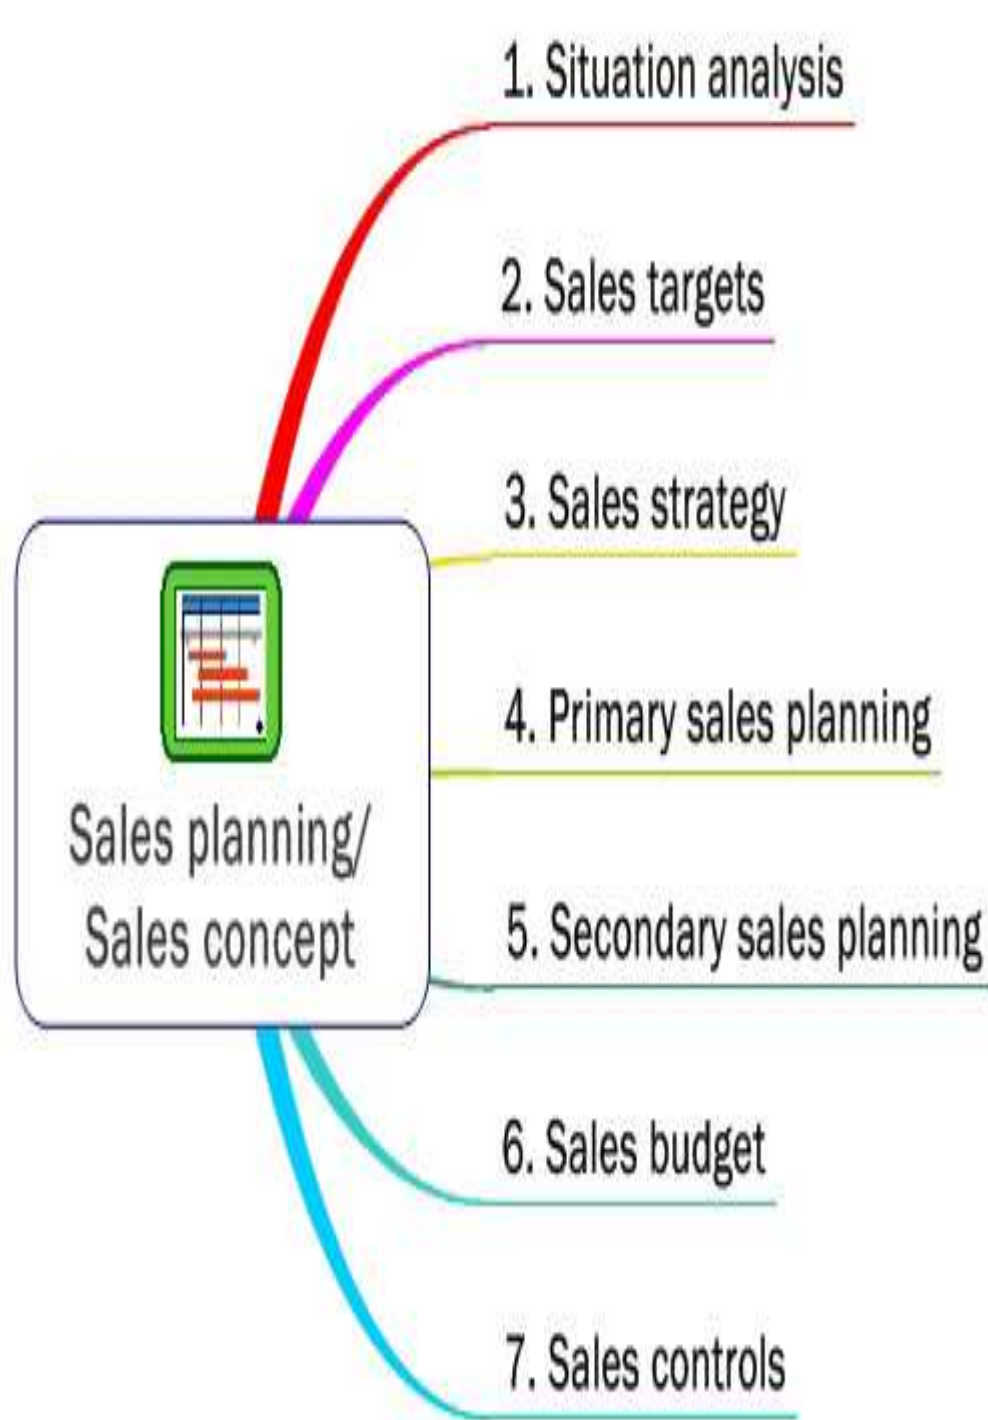 1. Situation analysis
2. Sales targets
3. Sales strategy
4. Primary sales planning
Sales planning/
Sales concept
5. Secondary sales planning
6. Sales budget
7. Sales controls